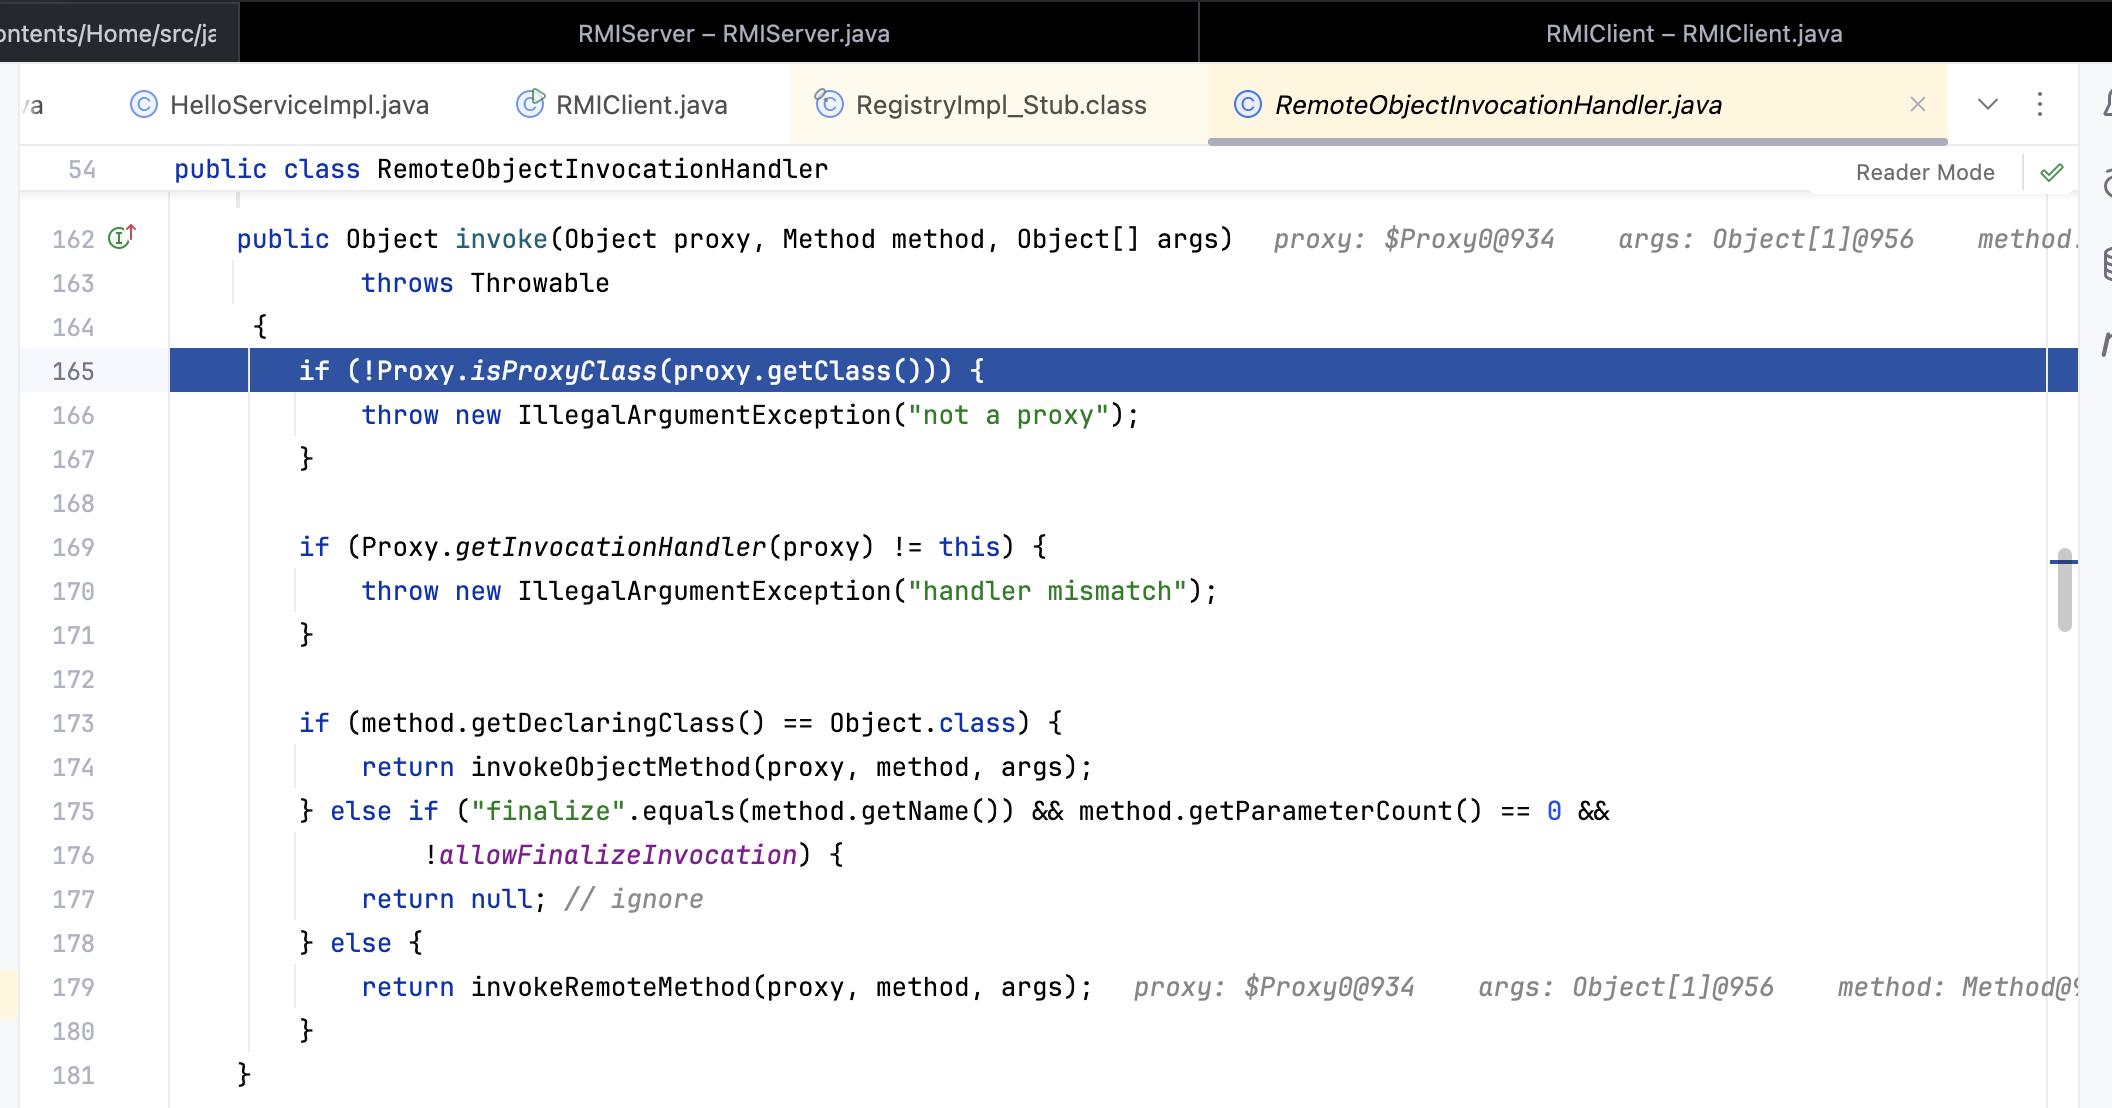 ontents/Home/src/ja
RMIServer – RMIServer.java
RMIClient – RMIClient.java
va
HelloServiceImpl.java
RMIClient.java
RegistryImpl_Stub.class
RemoteObjectInvocationHandler.java
54 public class RemoteObjectInvocationHandler
Reader Mode
162 public Object invoke(Object proxy, Method method, Object[] args) proxy: $Proxy0@934 args: Object[1]@956 method:
163 throws Throwable
164 {
165 if (!Proxy.isProxyClass(proxy.getClass())) {
166 throw new IllegalArgumentException("not a proxy");
167 }
168
169 if (Proxy.getInvocationHandler(proxy) != this) {
170 throw new IllegalArgumentException("handler mismatch");
171 }
172
173 if (method.getDeclaringClass() == Object.class) {
174 return invokeObjectMethod(proxy, method, args);
175 } else if ("finalize".equals(method.getName()) && method.getParameterCount() == 0 &&
176 !allowFinalizeInvocation) {
177 return null; // ignore
178 } else {
179 return invokeRemoteMethod(proxy, method, args); proxy: $Proxy0@934 args: Object[1]@956 method: Method@9
180 }
181 }